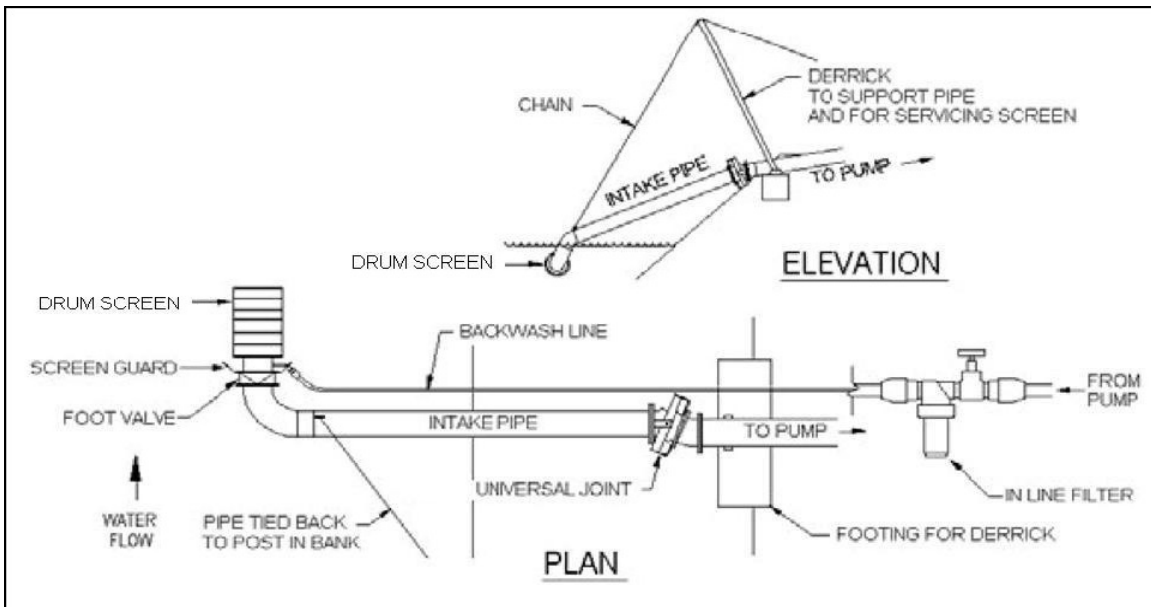 CHAIN
DERRICK
TO SUPPORT PIPE
AND FOR SERVICING SCREEN
INTAKE PIPE
TO PUMP
DRUM SCREEN
ELEVATION
DRUM SCREEN
BACKWASH LINE
SCREEN GUARD
FOOT VALVE
FROM
PUMP
INTAKE PIPE
TO PUMP
UNIVERSAL JOINT
IN LINE FILTER
WATER
FLOW
PIPE TIED BACK
TO POST IN BANK
FOOTING FOR DERRICK
PLAN